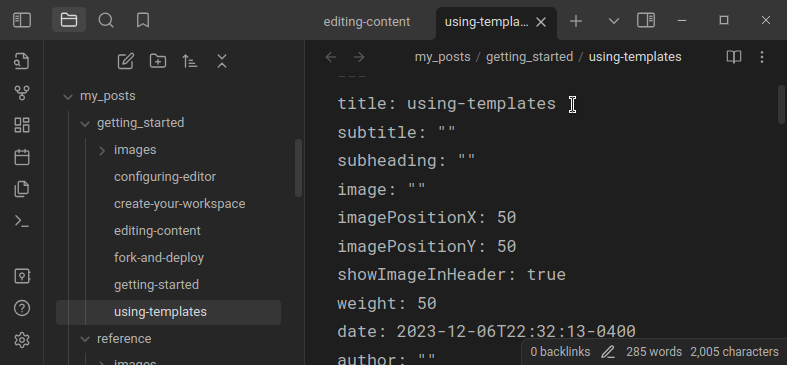 editing-content
using-templa...
my_posts / getting_started / using-templates
my_posts
getting_started
images
configuring-editor
create-your-workspace
editing-content
fork-and-deploy
getting-started
using-templates
reference
images
---
title: using-templates
subtitle: ""
subheading: ""
image: ""
imagePositionX: 50
imagePositionY: 50
showImageInHeader: true
weight: 50
date: 2023-12-06T22:32:13-0400
author: ""
0 backlinks 285 words 2,005 characters